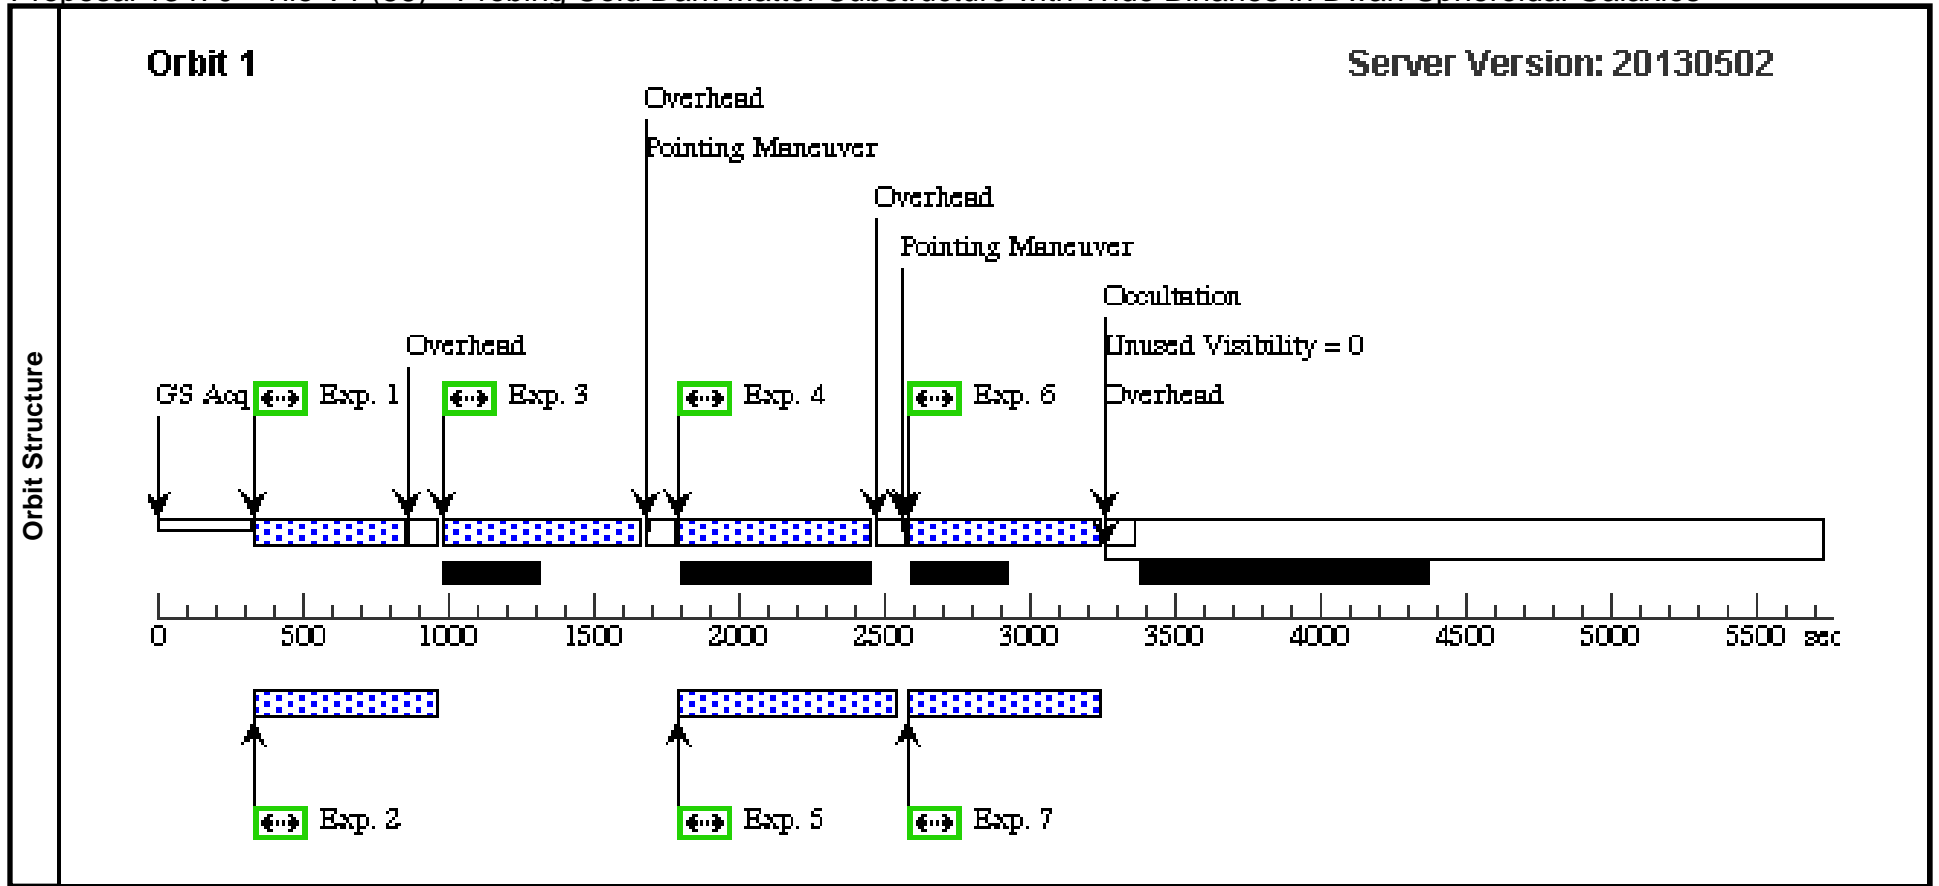 Orbit 1
Server Version: 20130502
Overhead
Pointing Maneuver
Overhead
Pointing Maneuver
Occultation
Overhead
Unused Visibility = 0
GS Acq
Exp. 1
Exp. 3
Exp. 4
Exp. 6
Overhead
Orbit Structure
0 500 1000 1500 2000 2500 3000 3500 4000 4500 5000 5500 sec
Exp. 2
Exp. 5
Exp. 7